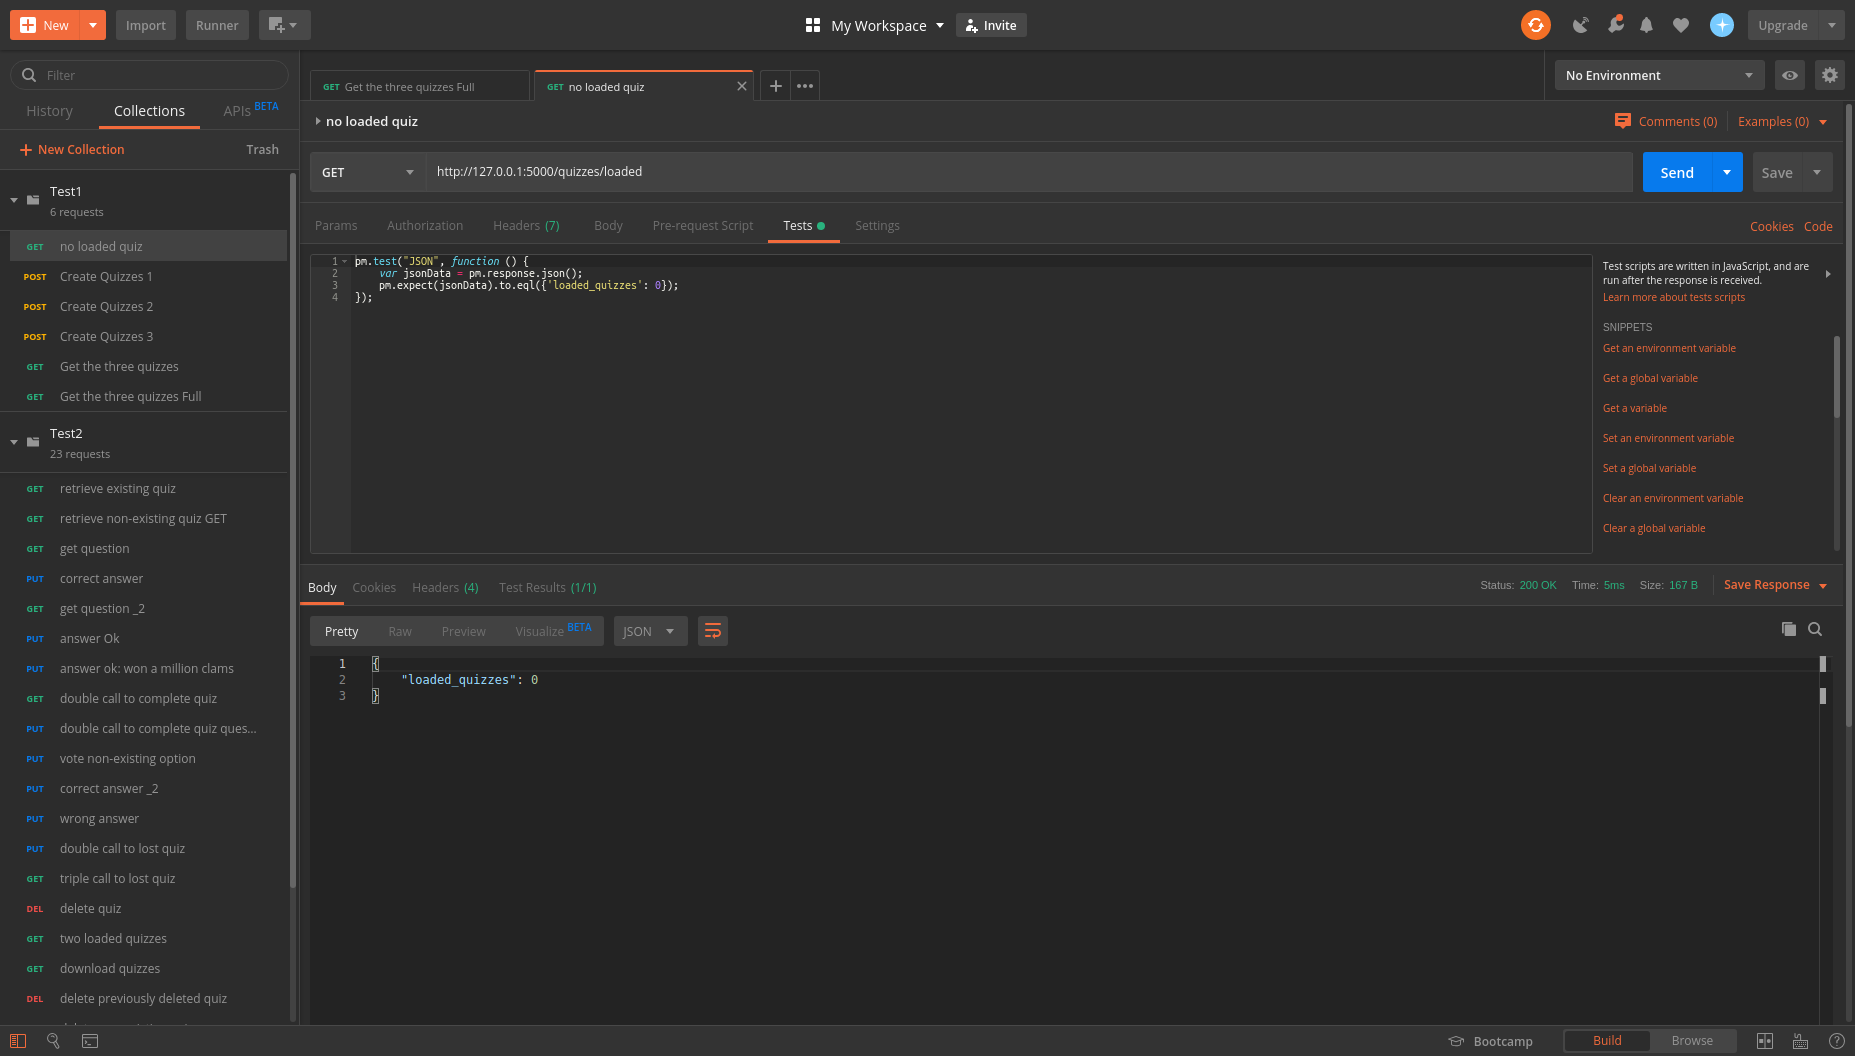 New
Import
Runner
My Workspace
Invite
Upgrade
Filter
History
Collections
APIs BETA
New Collection
Trash
Test1
6 requests
GET no loaded quiz
POST Create Quizzes 1
POST Create Quizzes 2
POST Create Quizzes 3
GET Get the three quizzes
GET Get the three quizzes Full
Test2
23 requests
GET retrieve existing quiz
GET retrieve non-existing quiz GET
GET get question
PUT correct answer
GET get question _2
PUT answer Ok
PUT answer ok: won a million clams
GET double call to complete quiz
PUT double call to complete quiz ques...
PUT vote non-existing option
PUT correct answer _2
PUT wrong answer
PUT double call to lost quiz
GET triple call to lost quiz
DEL delete quiz
GET two loaded quizzes
GET download quizzes
DEL delete previously deleted quiz
GET Get the three quizzes Full
GET no loaded quiz
No Environment
no loaded quiz
Comments (0)
Examples (0)
GET
http://127.0.0.1:5000/quizzes/loaded
Send
Save
Params
Authorization
Headers (7)
Body
Pre-request Script
Tests
Settings
Cookies
Code
1 pm.test("JSON", function () {
2 var jsonData = pm.response.json();
3 pm.expect(jsonData).to.eql({'loaded_quizzes': 0});
4 });
Test scripts are written in JavaScript, and are
run after the response is received.
Learn more about tests scripts
SNIPPETS
Get an environment variable
Get a global variable
Get a variable
Set an environment variable
Set a global variable
Clear an environment variable
Clear a global variable
Body
Cookies
Headers (4)
Test Results (1/1)
Status: 200 OK
Time: 5ms
Size: 167 B
Save Response
Pretty
Raw
Preview
Visualize BETA
JSON
1 {
2 "loaded_quizzes": 0
3 }
Bootcamp
Build
Browse